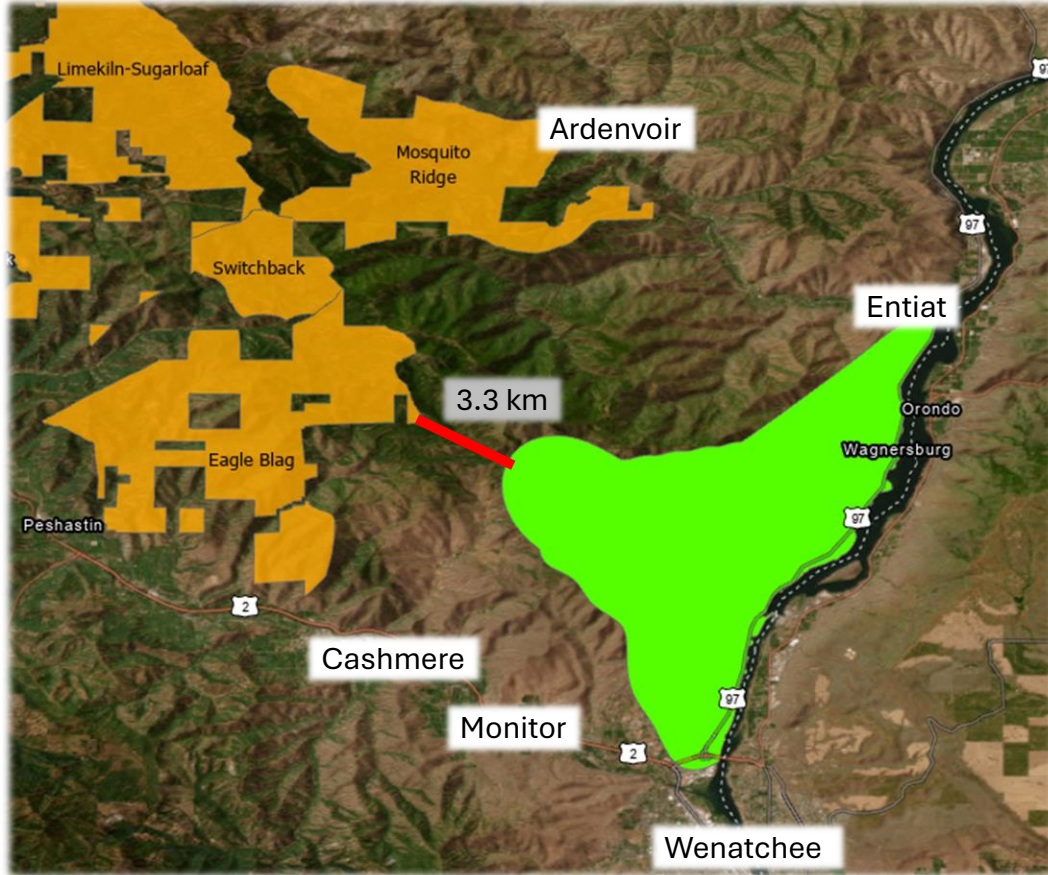 97
Limekiln-Sugarloaf
Ardenvoir
Mosquito
Ridge
97
k
Switchback
Entiat
3.3 km
Orondo
Wagnersburg
Eagle Blag
97
Peshastin
2
Cashmere
97
Monitor
2
Wenatchee